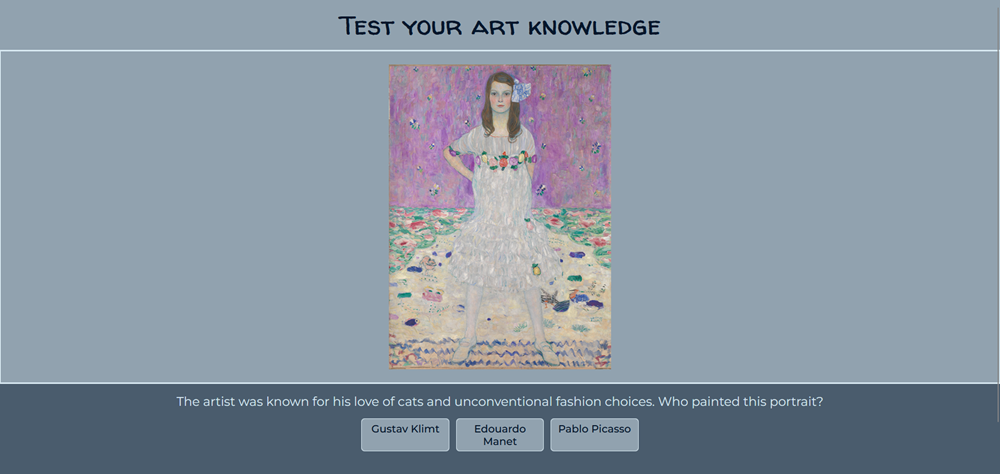 Test your art knowledge
The artist was known for his love of cats and unconventional fashion choices. Who painted this portrait?
Gustav Klimt
Edouardo
Manet
Pablo Picasso